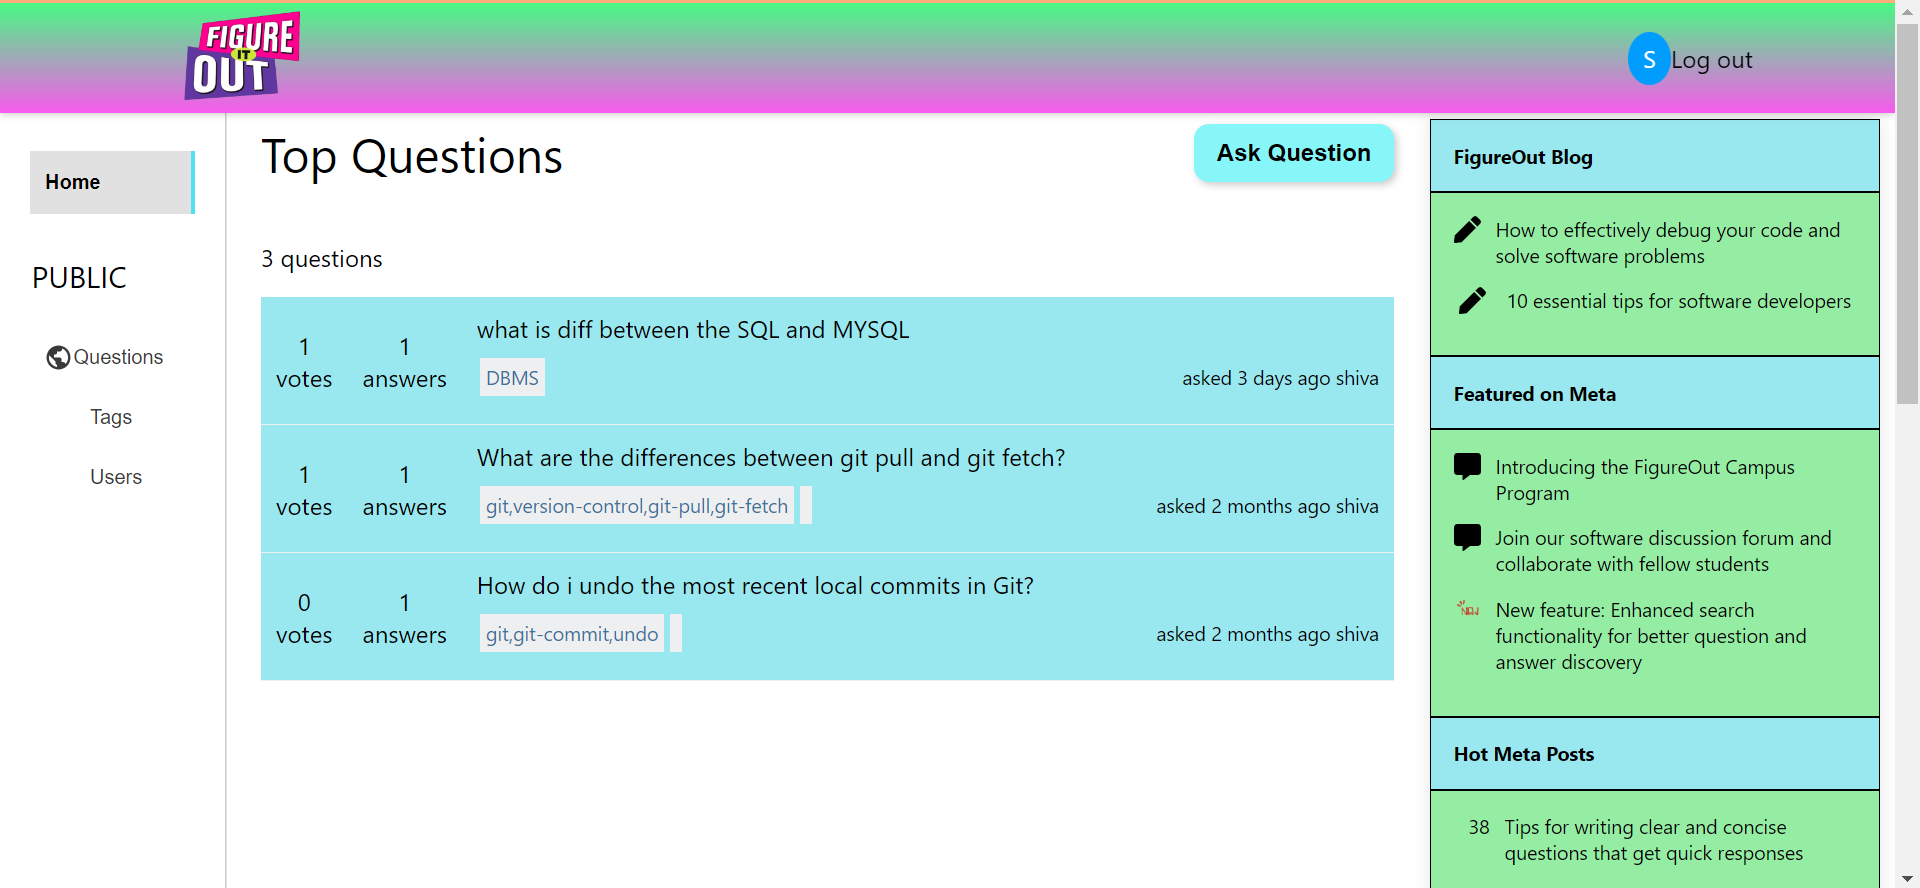 FIGURE
IT
OUT
S Log out
Home
PUBLIC
Questions
Tags
Users
Top Questions
Ask Question
3 questions
1 votes
1 answers
what is diff between the SQL and MYSQL
DBMS
asked 3 days ago shiva
1 votes
1 answers
What are the differences between git pull and git fetch?
git,version-control,git-pull,git-fetch
asked 2 months ago shiva
0 votes
1 answers
How do i undo the most recent local commits in Git?
git,git-commit,undo
asked 2 months ago shiva
FigureOut Blog
How to effectively debug your code and
solve software problems
10 essential tips for software developers
Featured on Meta
Introducing the FigureOut Campus
Program
Join our software discussion forum and
collaborate with fellow students
NEW
New feature: Enhanced search
functionality for better question and
answer discovery
Hot Meta Posts
38 Tips for writing clear and concise
questions that get quick responses